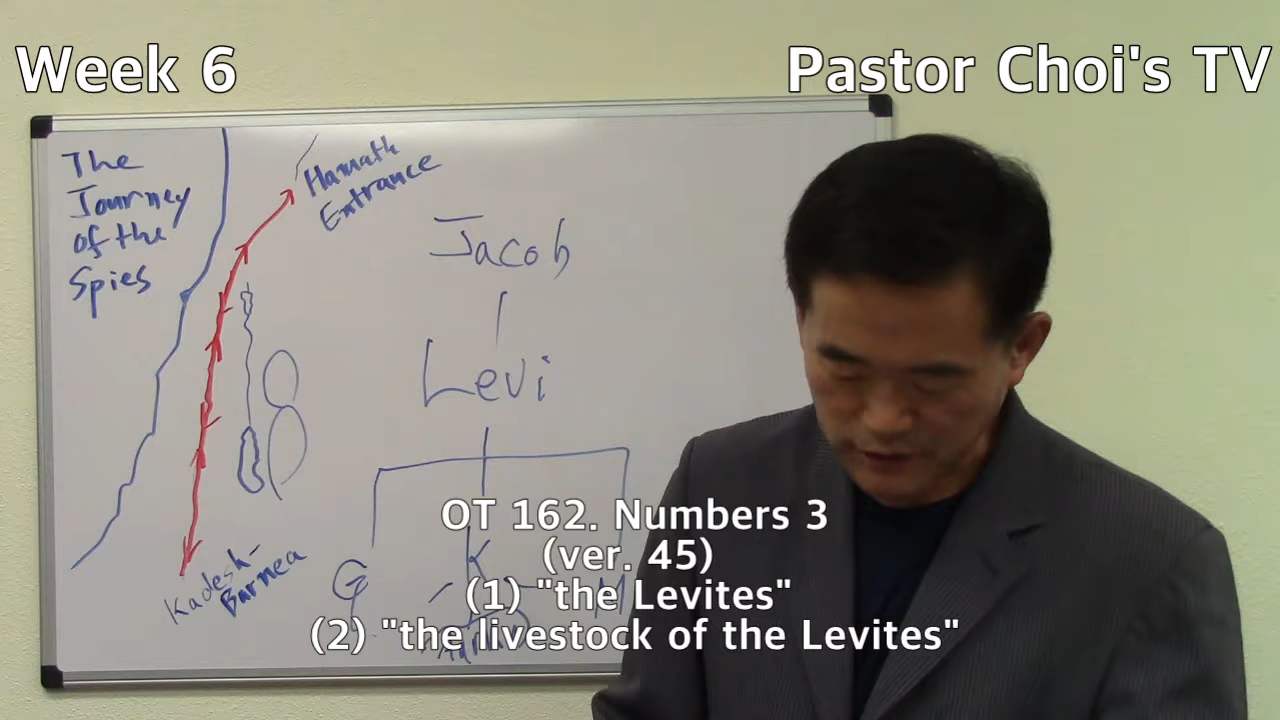 Week 6
Pastor Choi's TV
The
Journey
of the
Spies
Hamath
Entrance
Jacob
Levi
G
K
Kadesh-
Barnea
OT 162. Numbers 3
(ver. 45)
(1) "the Levites"
(2) "the livestock of the Levites"